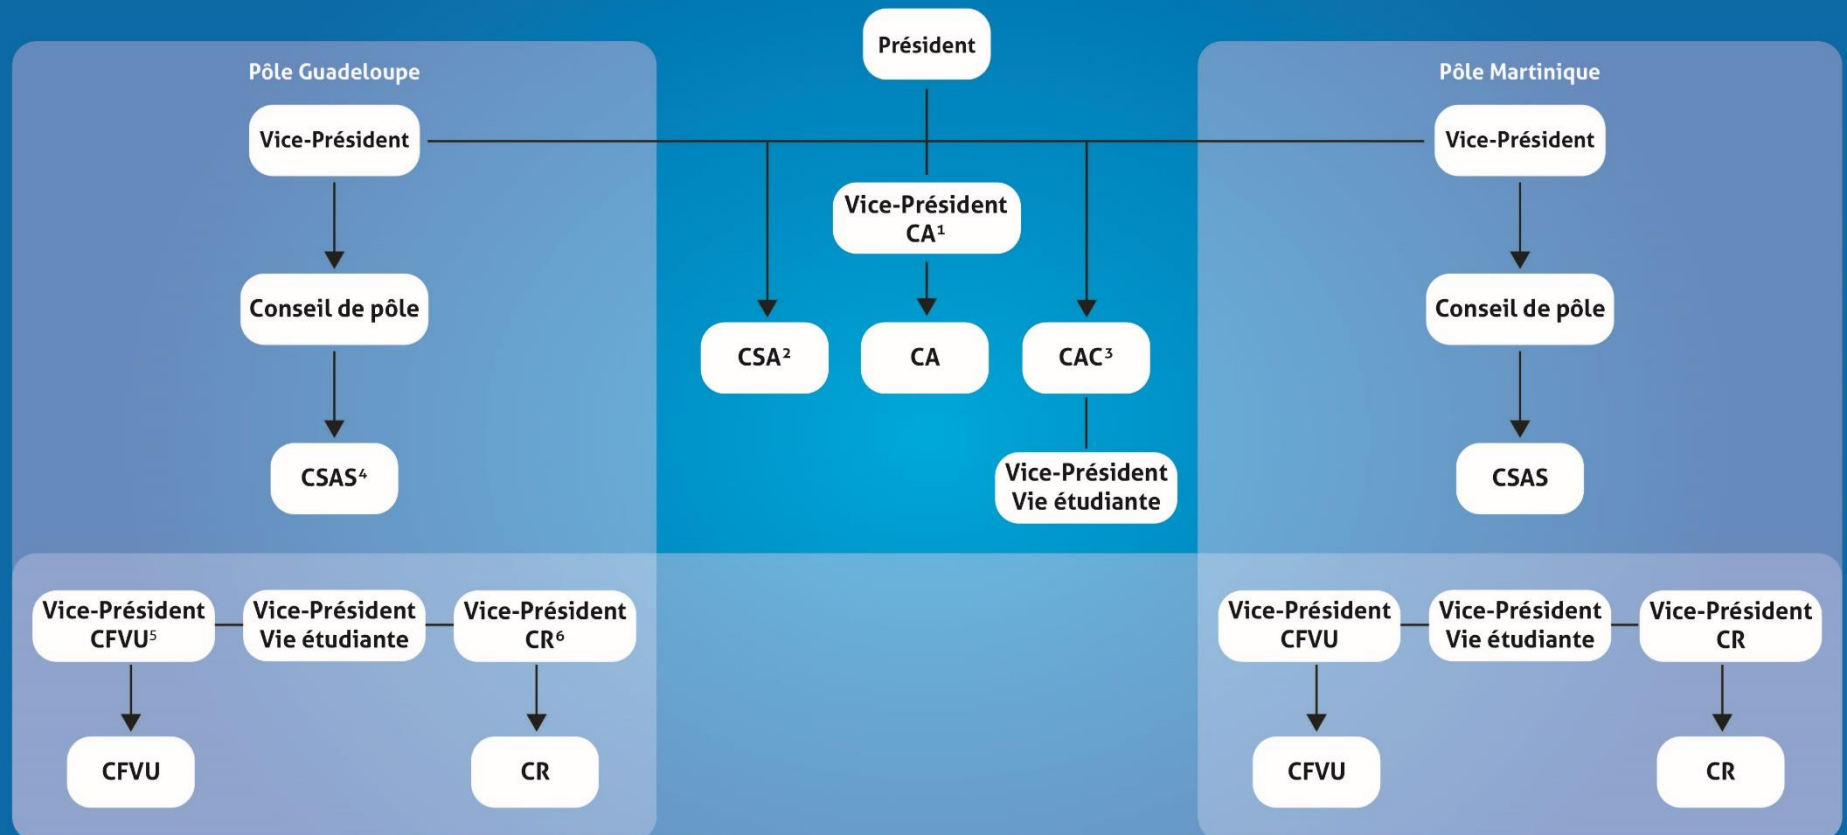 Président
Pôle Guadeloupe
Pôle Martinique
Vice-Président
Vice-Président
Vice-Président
CA¹
Conseil de pôle
Conseil de pôle
CSA²
CA
CAC³
CSAS⁴
Vice-Président
Vie étudiante
CSAS
Vice-Président
CFVU⁵
Vice-Président
Vie étudiante
Vice-Président
CR⁶
Vice-Président
CFVU
Vice-Président
Vie étudiante
Vice-Président
CR
CFVU
CR
CFVU
CR